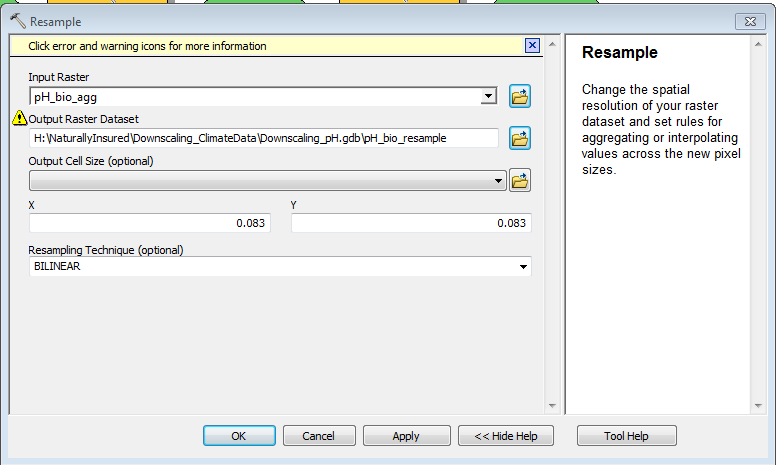 Resample
Click error and warning icons for more information
Input Raster
pH_bio_agg
Output Raster Dataset
H:\NaturallyInsured\Downscaling_ClimateData\Downscaling_pH.gdb\pH_bio_resample
Output Cell Size (optional)
X
Y
0.083
0.083
Resampling Technique (optional)
BILINEAR
OK
Cancel
Apply
<< Hide Help
Resample
Change the spatial
resolution of your raster
dataset and set rules for
aggregating or interpolating
values across the new pixel
sizes.
Tool Help